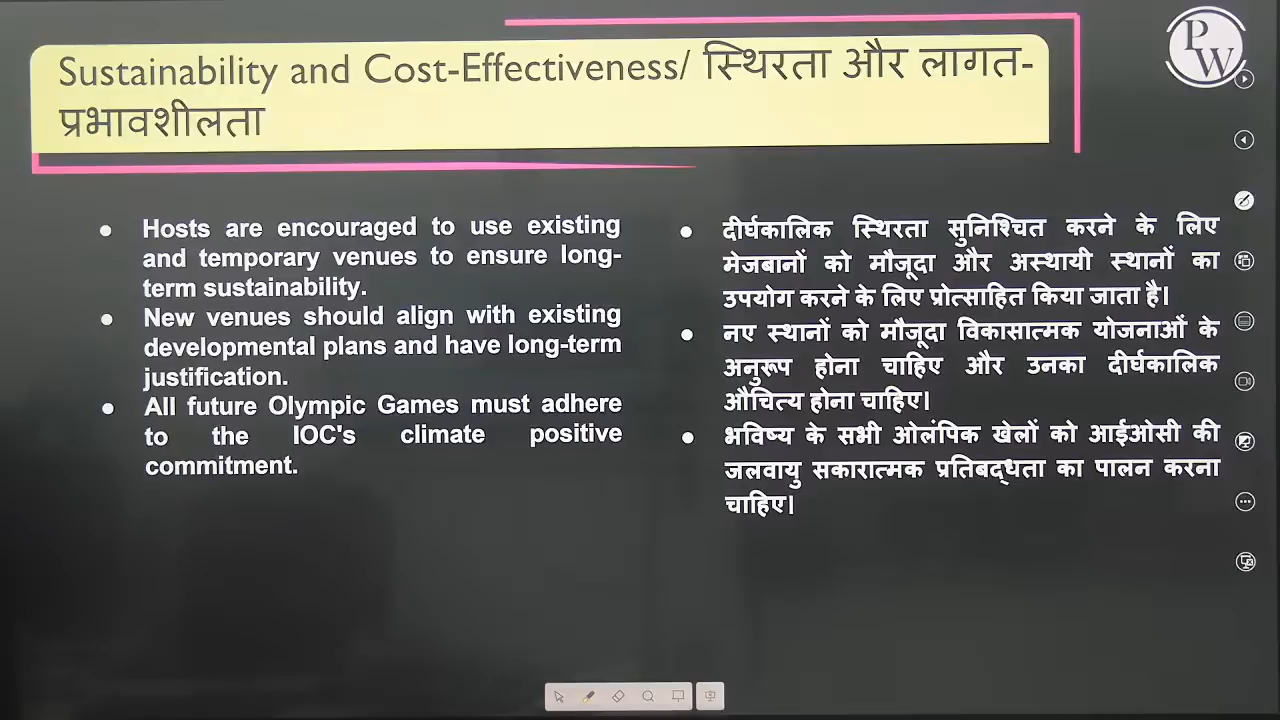 Sustainability and Cost-Effectiveness/ स्थिरता और लागत-
प्रभावशीलता
PW
Hosts are encouraged to use existing
and temporary venues to ensure long-
term sustainability.
New venues should align with existing
developmental plans and have long-term
justification.
All future Olympic Games must adhere
to the IOC's climate positive
commitment.
दीर्घकालिक स्थिरता सुनिश्चित करने के लिए
मेजबानों को मौजूदा और अस्थायी स्थानों का
उपयोग करने के लिए प्रोत्साहित किया जाता है।
नए स्थानों को मौजूदा विकासात्मक योजनाओं के
अनुरूप होना चाहिए और उनका दीर्घकालिक
औचित्य होना चाहिए।
भविष्य के सभी ओलंपिक खेलों को आईओसी की
जलवायु सकारात्मक प्रतिबद्धता का पालन करना
चाहिए।